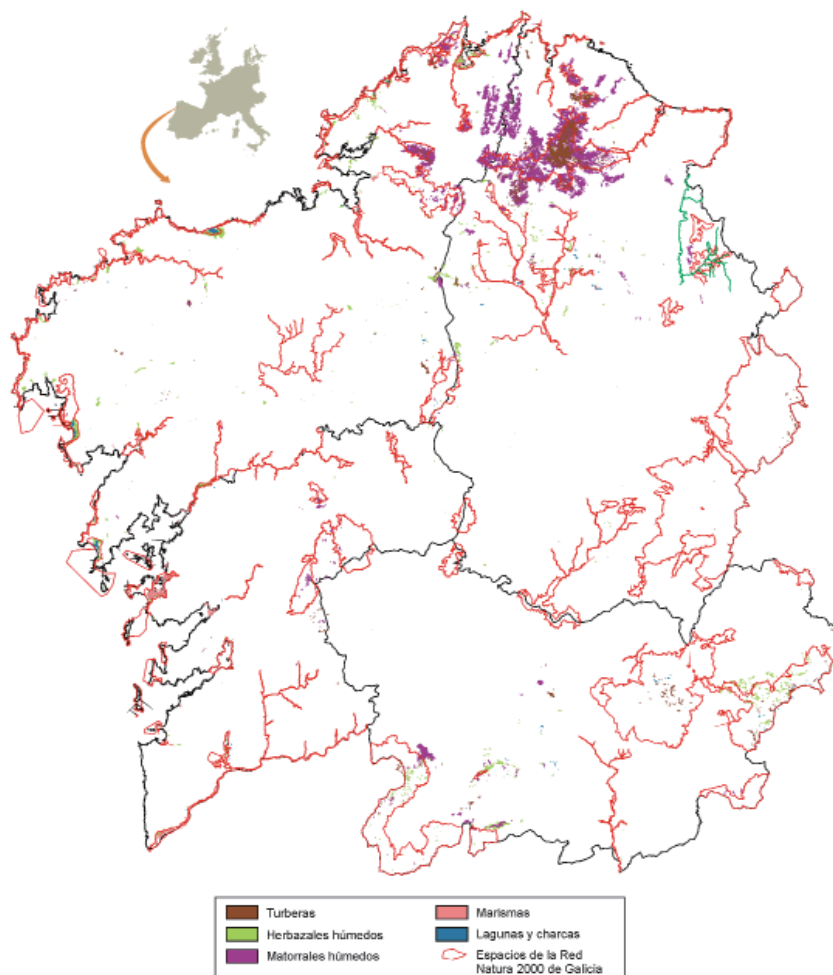 Turberas
Herbazales húmedos
Matorrales húmedos
Marismas
Lagunas y charcas
Espacios de la Red
Natura 2000 de Galicia